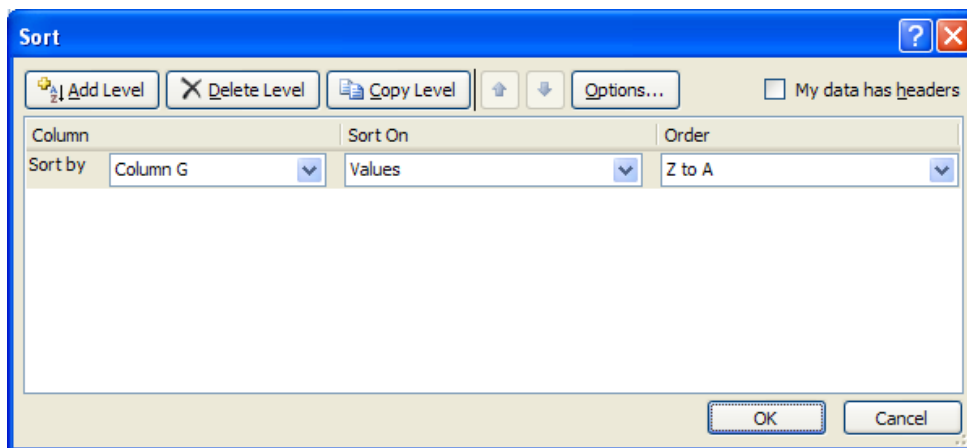 Sort
Add Level Delete Level Copy Level Options... My data has headers
Column Sort On Order
Sort by Column G Values Z to A
OK Cancel